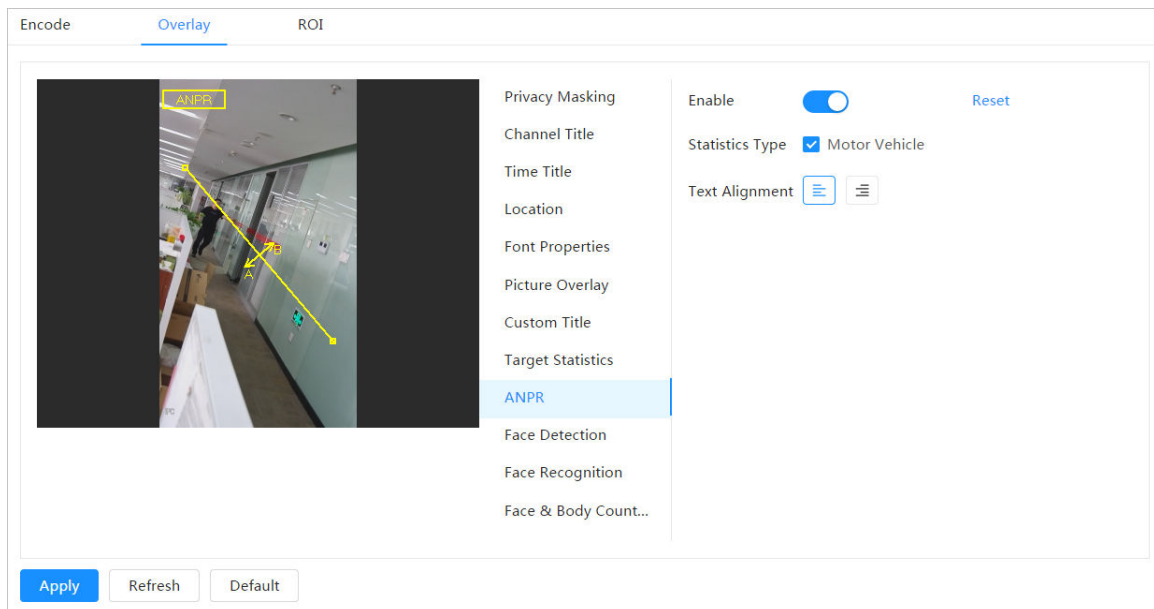 Encode Overlay ROI
ANPR
B
A
Privacy Masking
Channel Title
Time Title
Location
Font Properties
Picture Overlay
Custom Title
Target Statistics
ANPR
Face Detection
Face Recognition
Face & Body Count...
Enable Reset
Statistics Type Motor Vehicle
Text Alignment
Apply Refresh Default